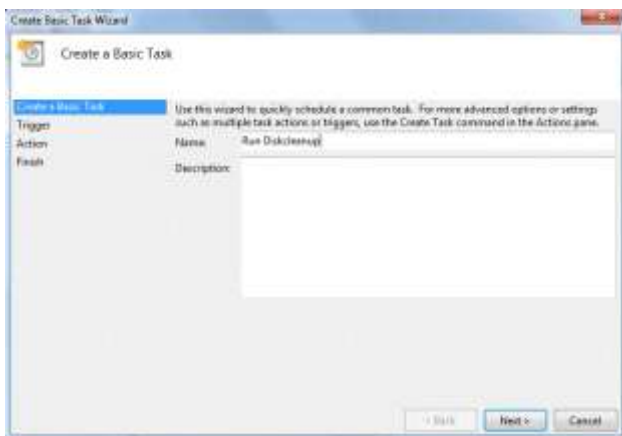 Create Basic Task Wizard
Create a Basic Task
Create a Basic Task
Use this wizard to quickly schedule a common task. For more advanced options or settings
such as multiple task actions or triggers, use the Create Task command in the Actions pane.
Trigger
Action
Name:
Run Diskcleanup
Finish
Description:
< Back
Next >
Cancel